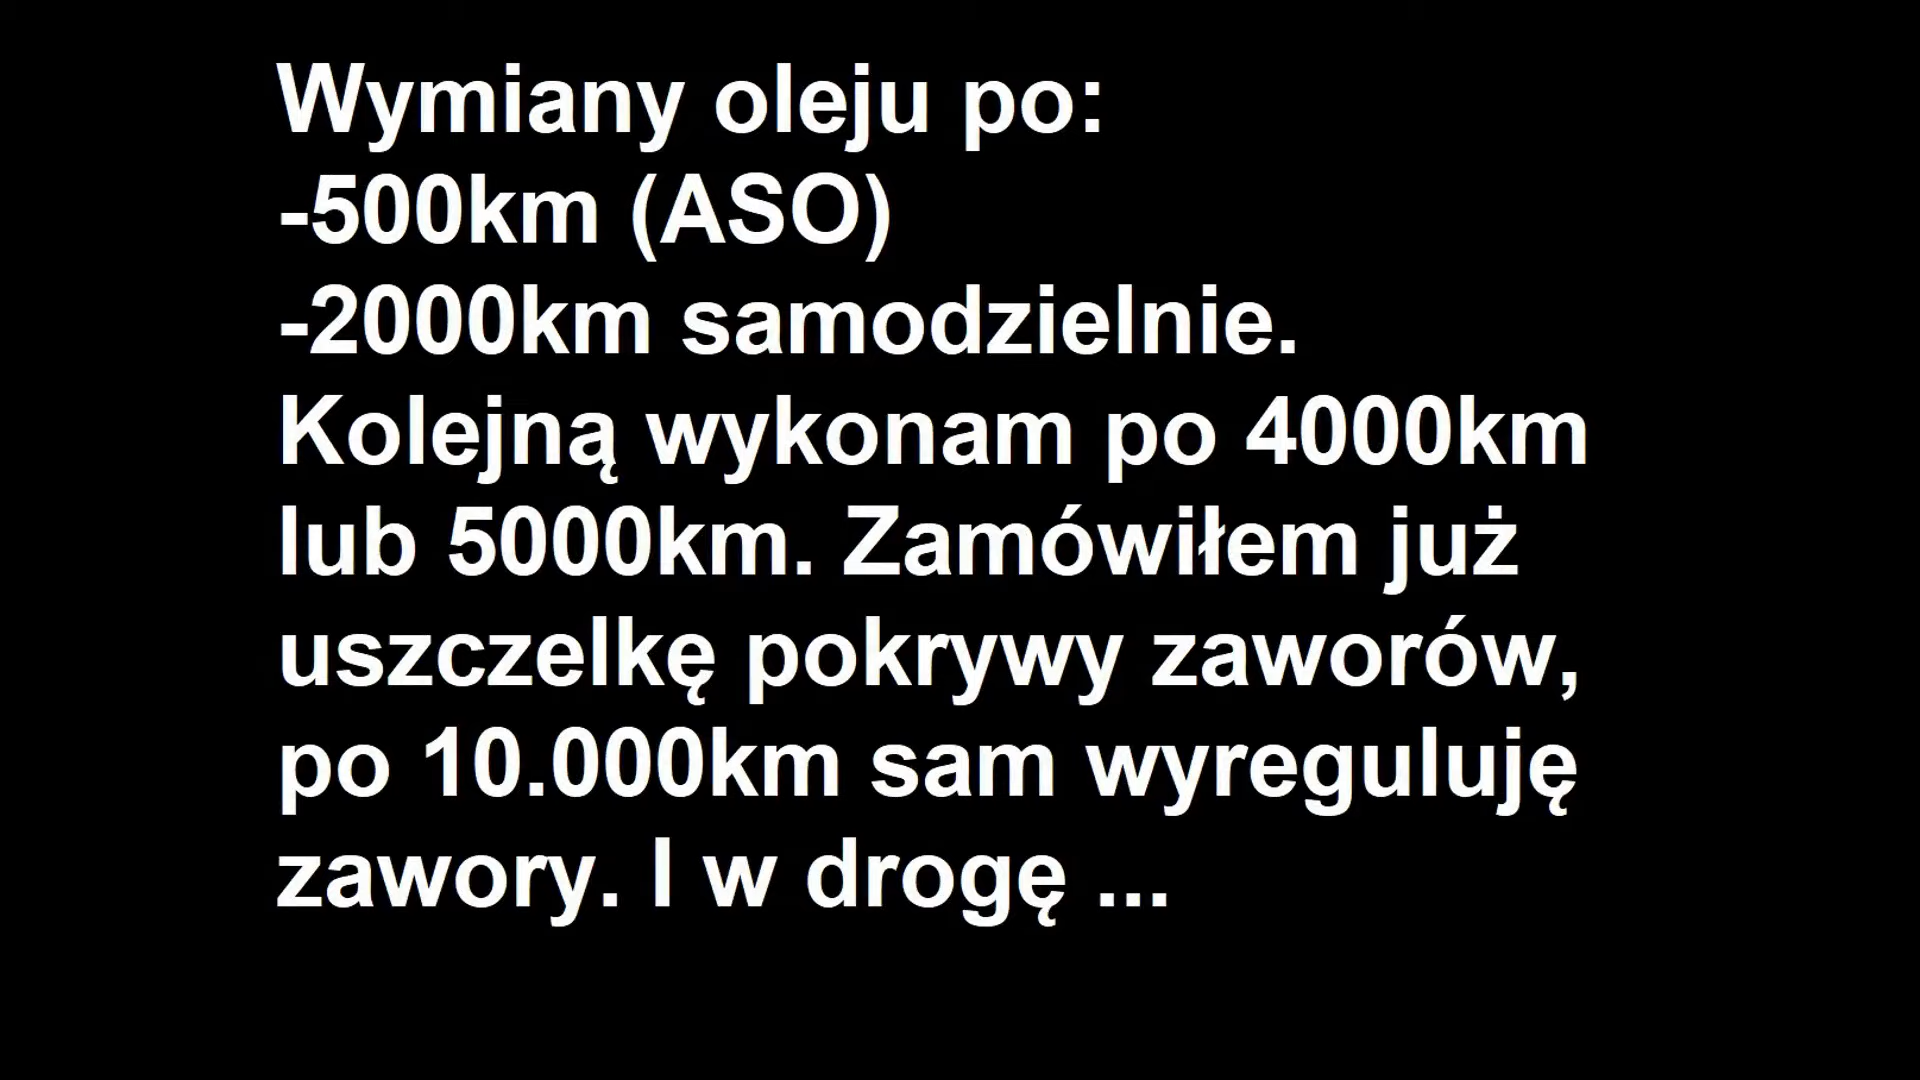 Wymiany oleju po:
-500km (ASO)
-2000km samodzielnie.
Kolejną wykonam po 4000km
lub 5000km. Zamówiłem już
uszczelkę pokrywy zaworów,
po 10.000km sam wyreguluję
zawory. I w drogę ...